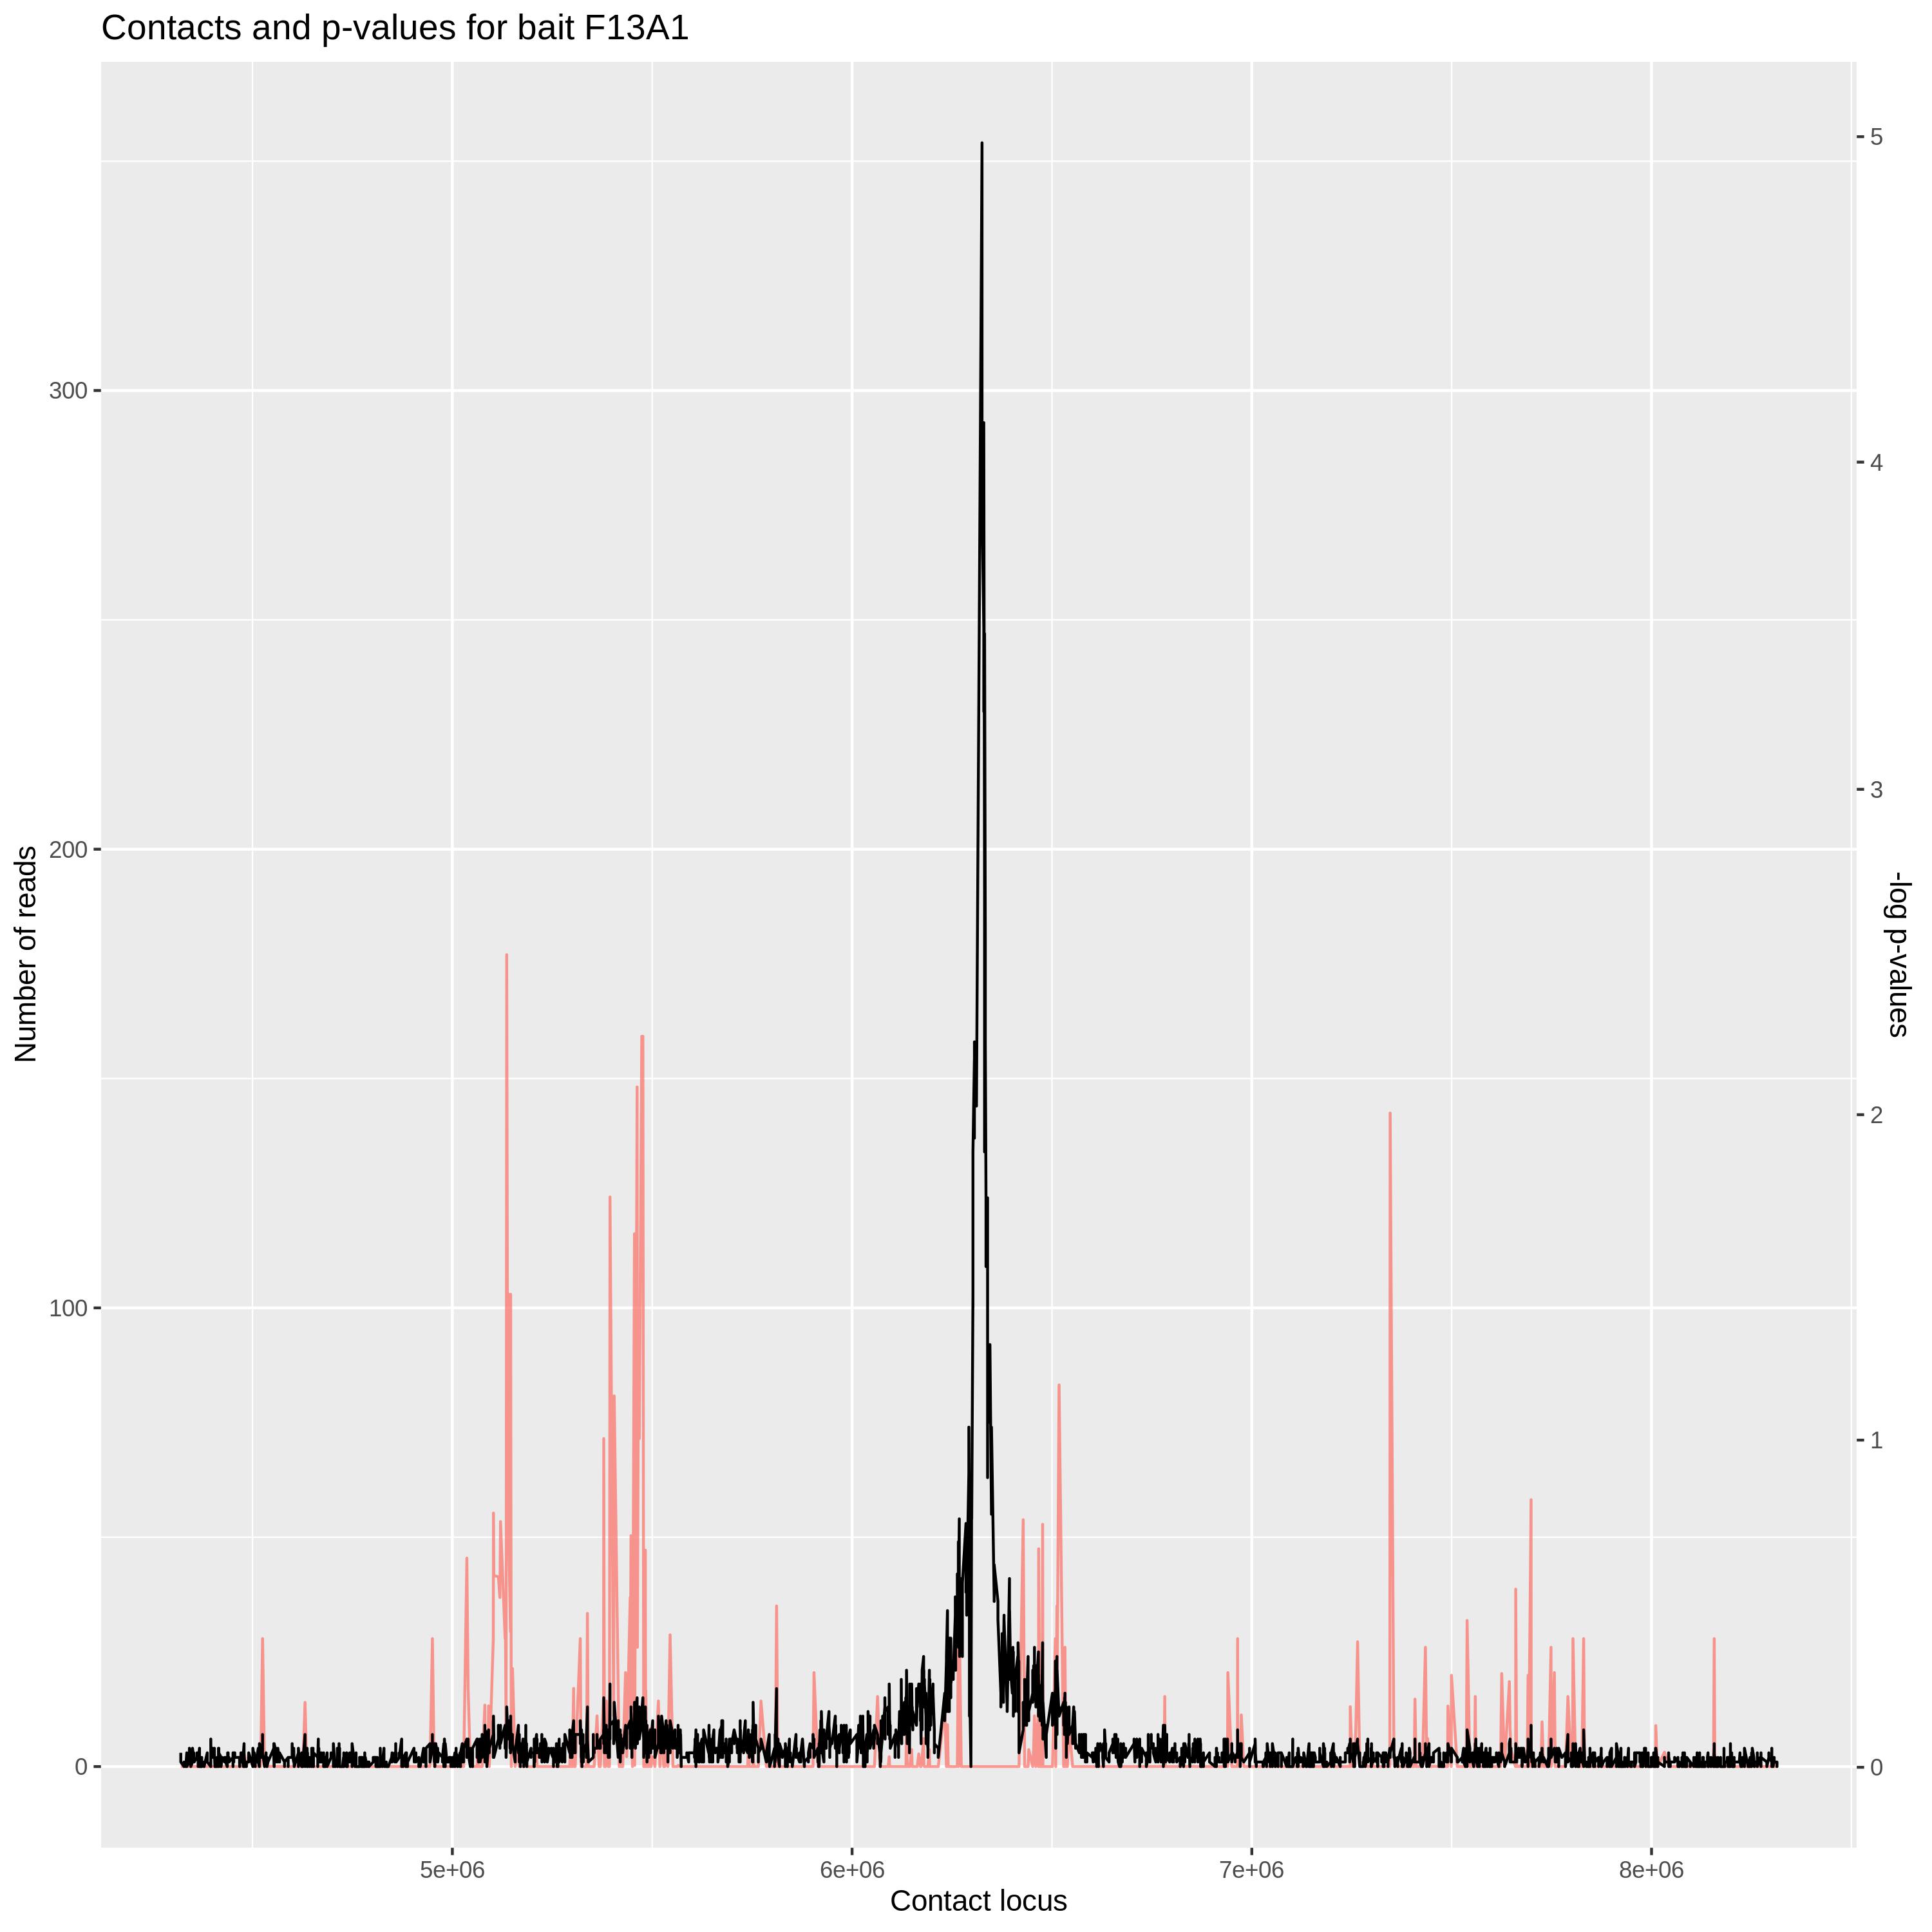 Contacts and p-values for bait F13A1
Number of reads
300
200
100
0
5
4
3
2
1
0
-log p-values
5e+06 6e+06 7e+06 8e+06
Contact locus